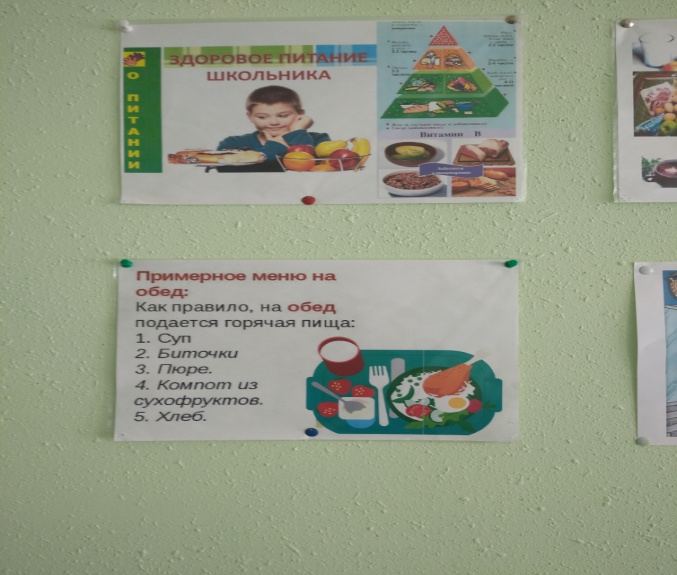 О ПИТАНИИ
ЗДОРОВОЕ ПИТАНИЕ
ШКОЛЬНИКА
Витамин В
Примерное меню на
обед:
Как правило, на обед
подается горячая пища:
1. Суп
2. Биточки
3. Пюре.
4. Компот из
сухофруктов.
5. Хлеб.